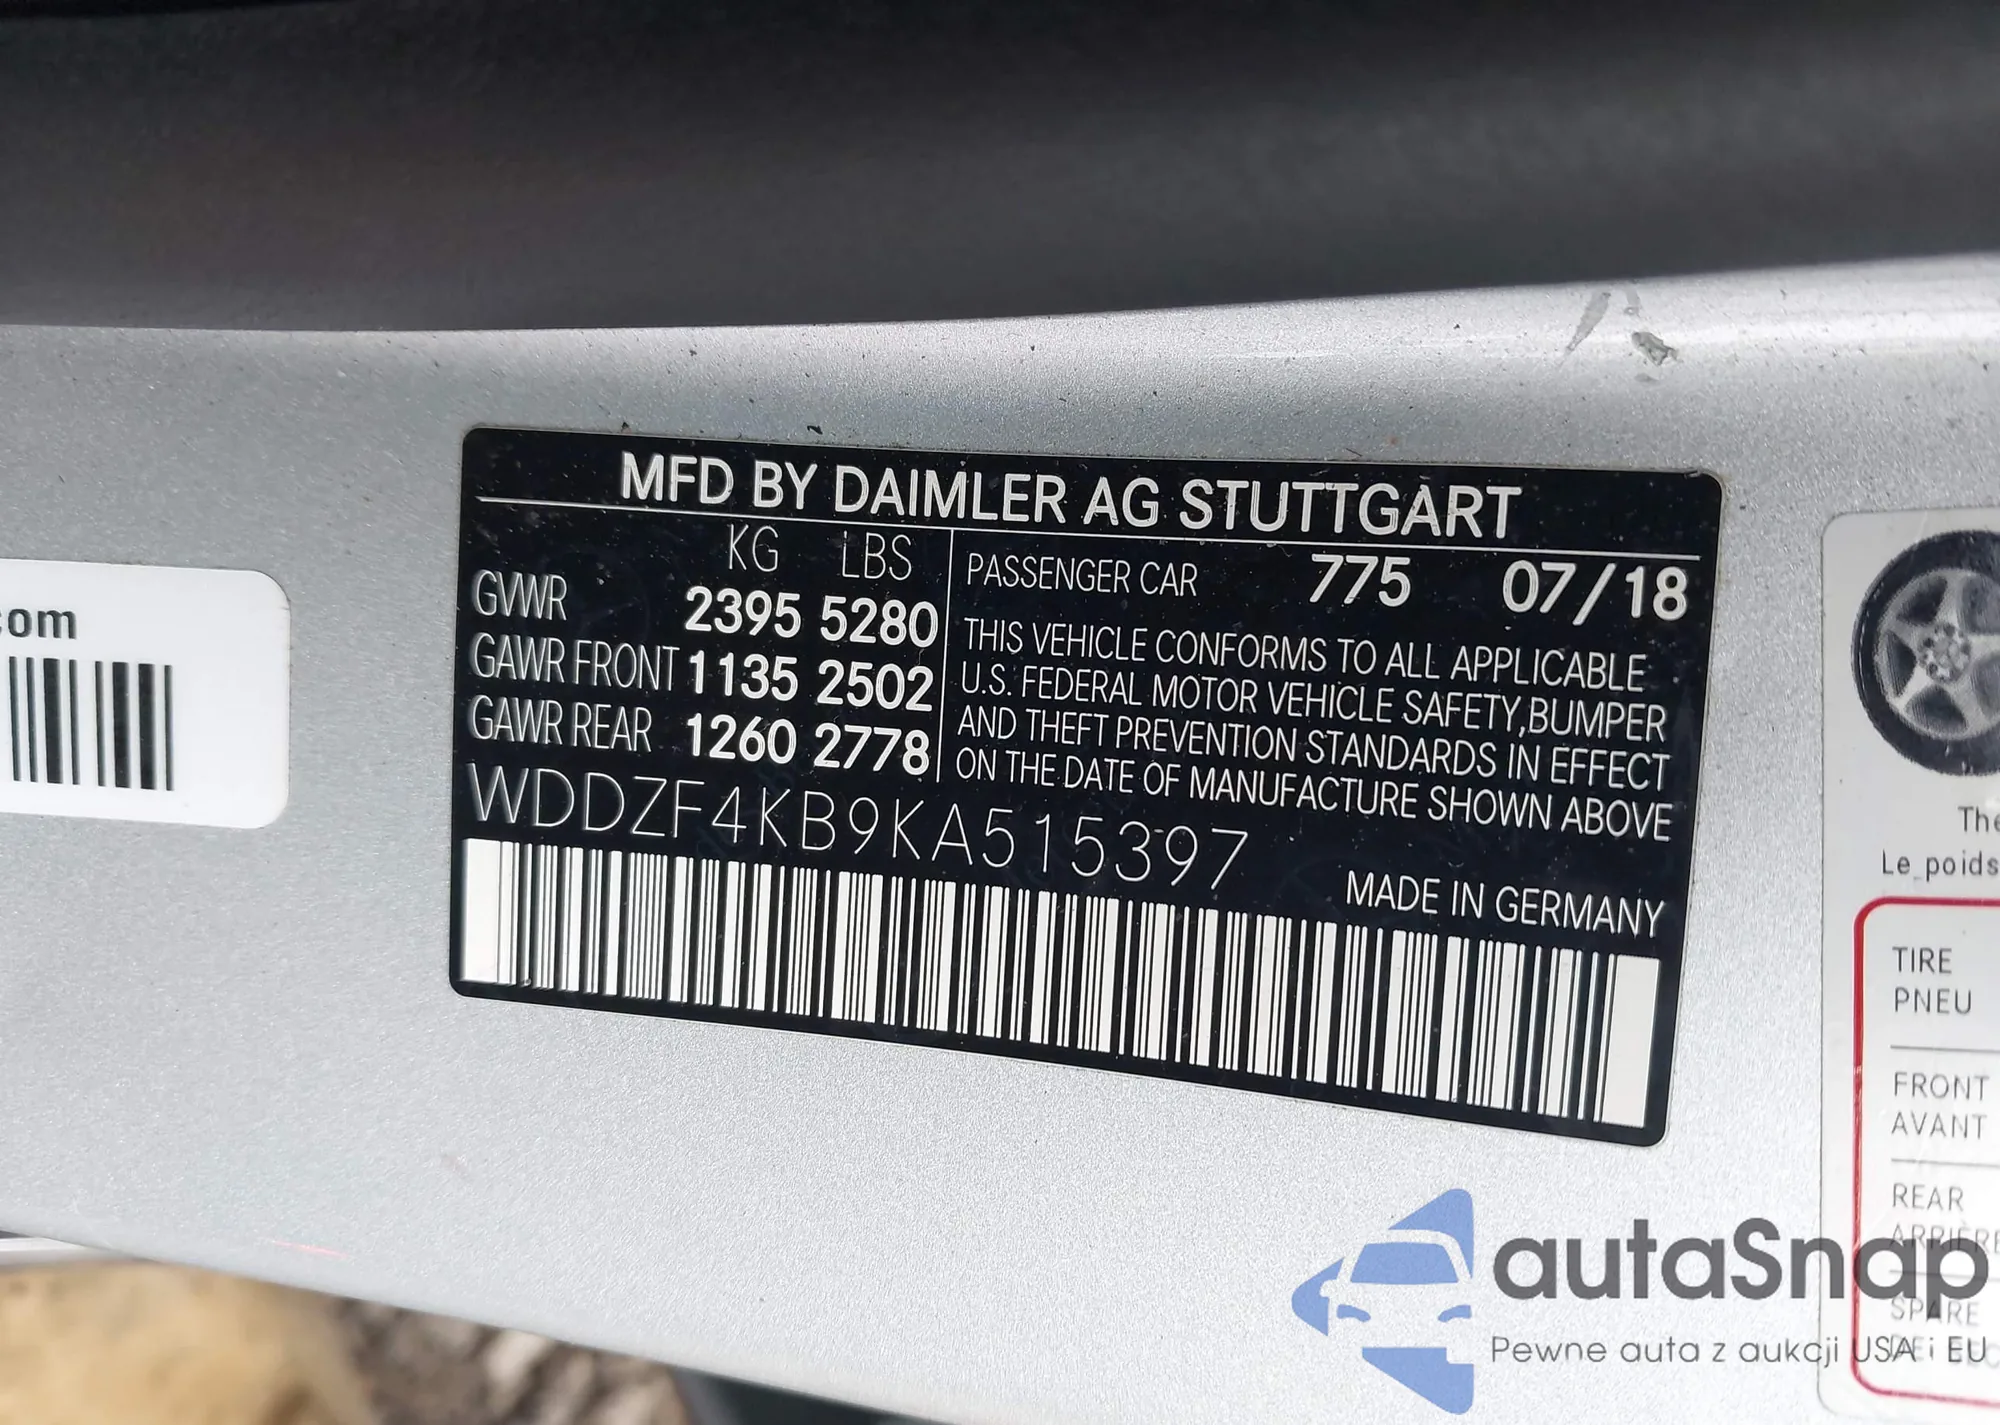 MFD BY DAIMLER AG STUTTGART
KG LBS
GVWR 2395 5280
GAWR FRONT 1135 2502
GAWR REAR 1260 2778
PASSENGER CAR 775 07/18
THIS VEHICLE CONFORMS TO ALL APPLICABLE
U.S. FEDERAL MOTOR VEHICLE SAFETY,BUMPER
AND THEFT PREVENTION STANDARDS IN EFFECT
ON THE DATE OF MANUFACTURE SHOWN ABOVE
WDDZF4KB9KA515397
MADE IN GERMANY
com
The
Le poids
TIRE
PNEU
FRONT
AVANT
REAR
ARRIÈRE
SPARE
DE
autaSnap
Pewne auta z aukcji USA i EU